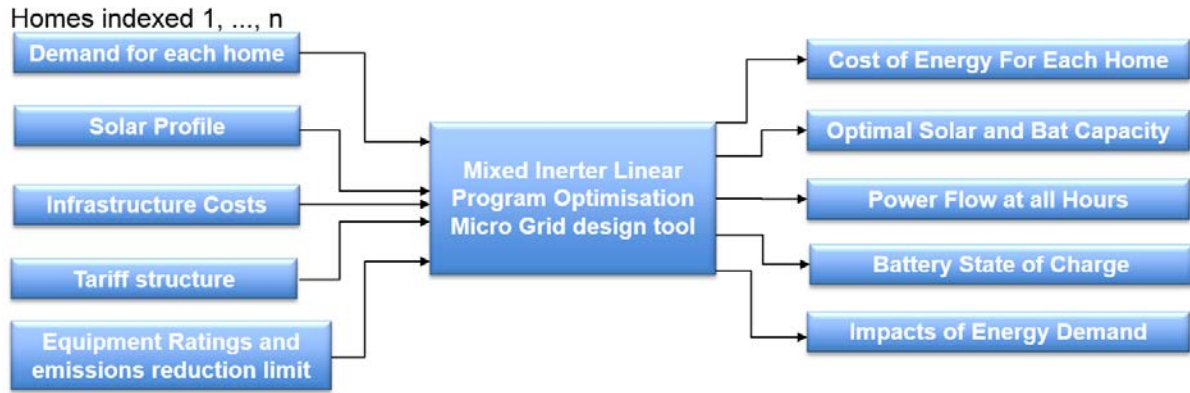 Homes indexed 1, ..., n
Demand for each home
Solar Profile
Infrastructure Costs
Tariff structure
Equipment Ratings and
emissions reduction limit
Mixed Inerter Linear
Program Optimisation
Micro Grid design tool
Cost of Energy For Each Home
Optimal Solar and Bat Capacity
Power Flow at all Hours
Battery State of Charge
Impacts of Energy Demand